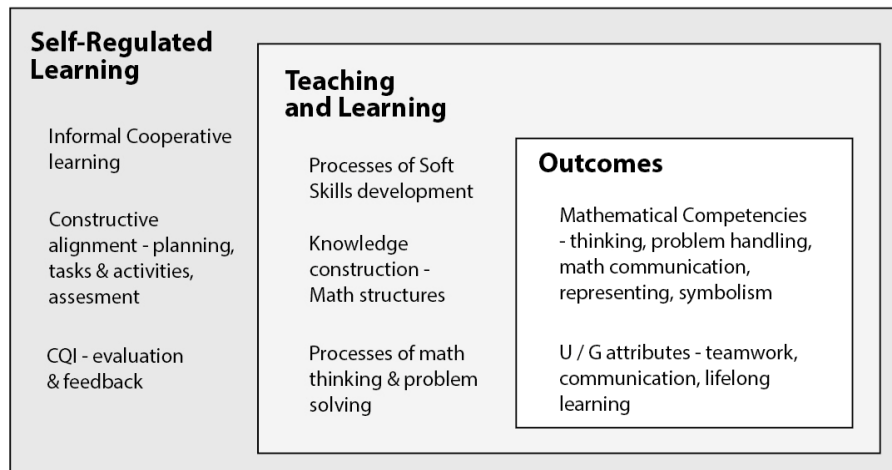 Self-Regulated
Learning
Informal Cooperative
learning
Constructive
alignment - planning,
tasks & activities,
assesment
CQI - evaluation
& feedback
Teaching
and Learning
Processes of Soft
Skills development
Knowledge
construction -
Math structures
Processes of math
thinking & problem
solving
Outcomes
Mathematical Competencies
- thinking, problem handling,
math communication,
representing, symbolism
U / G attributes - teamwork,
communication, lifelong
learning